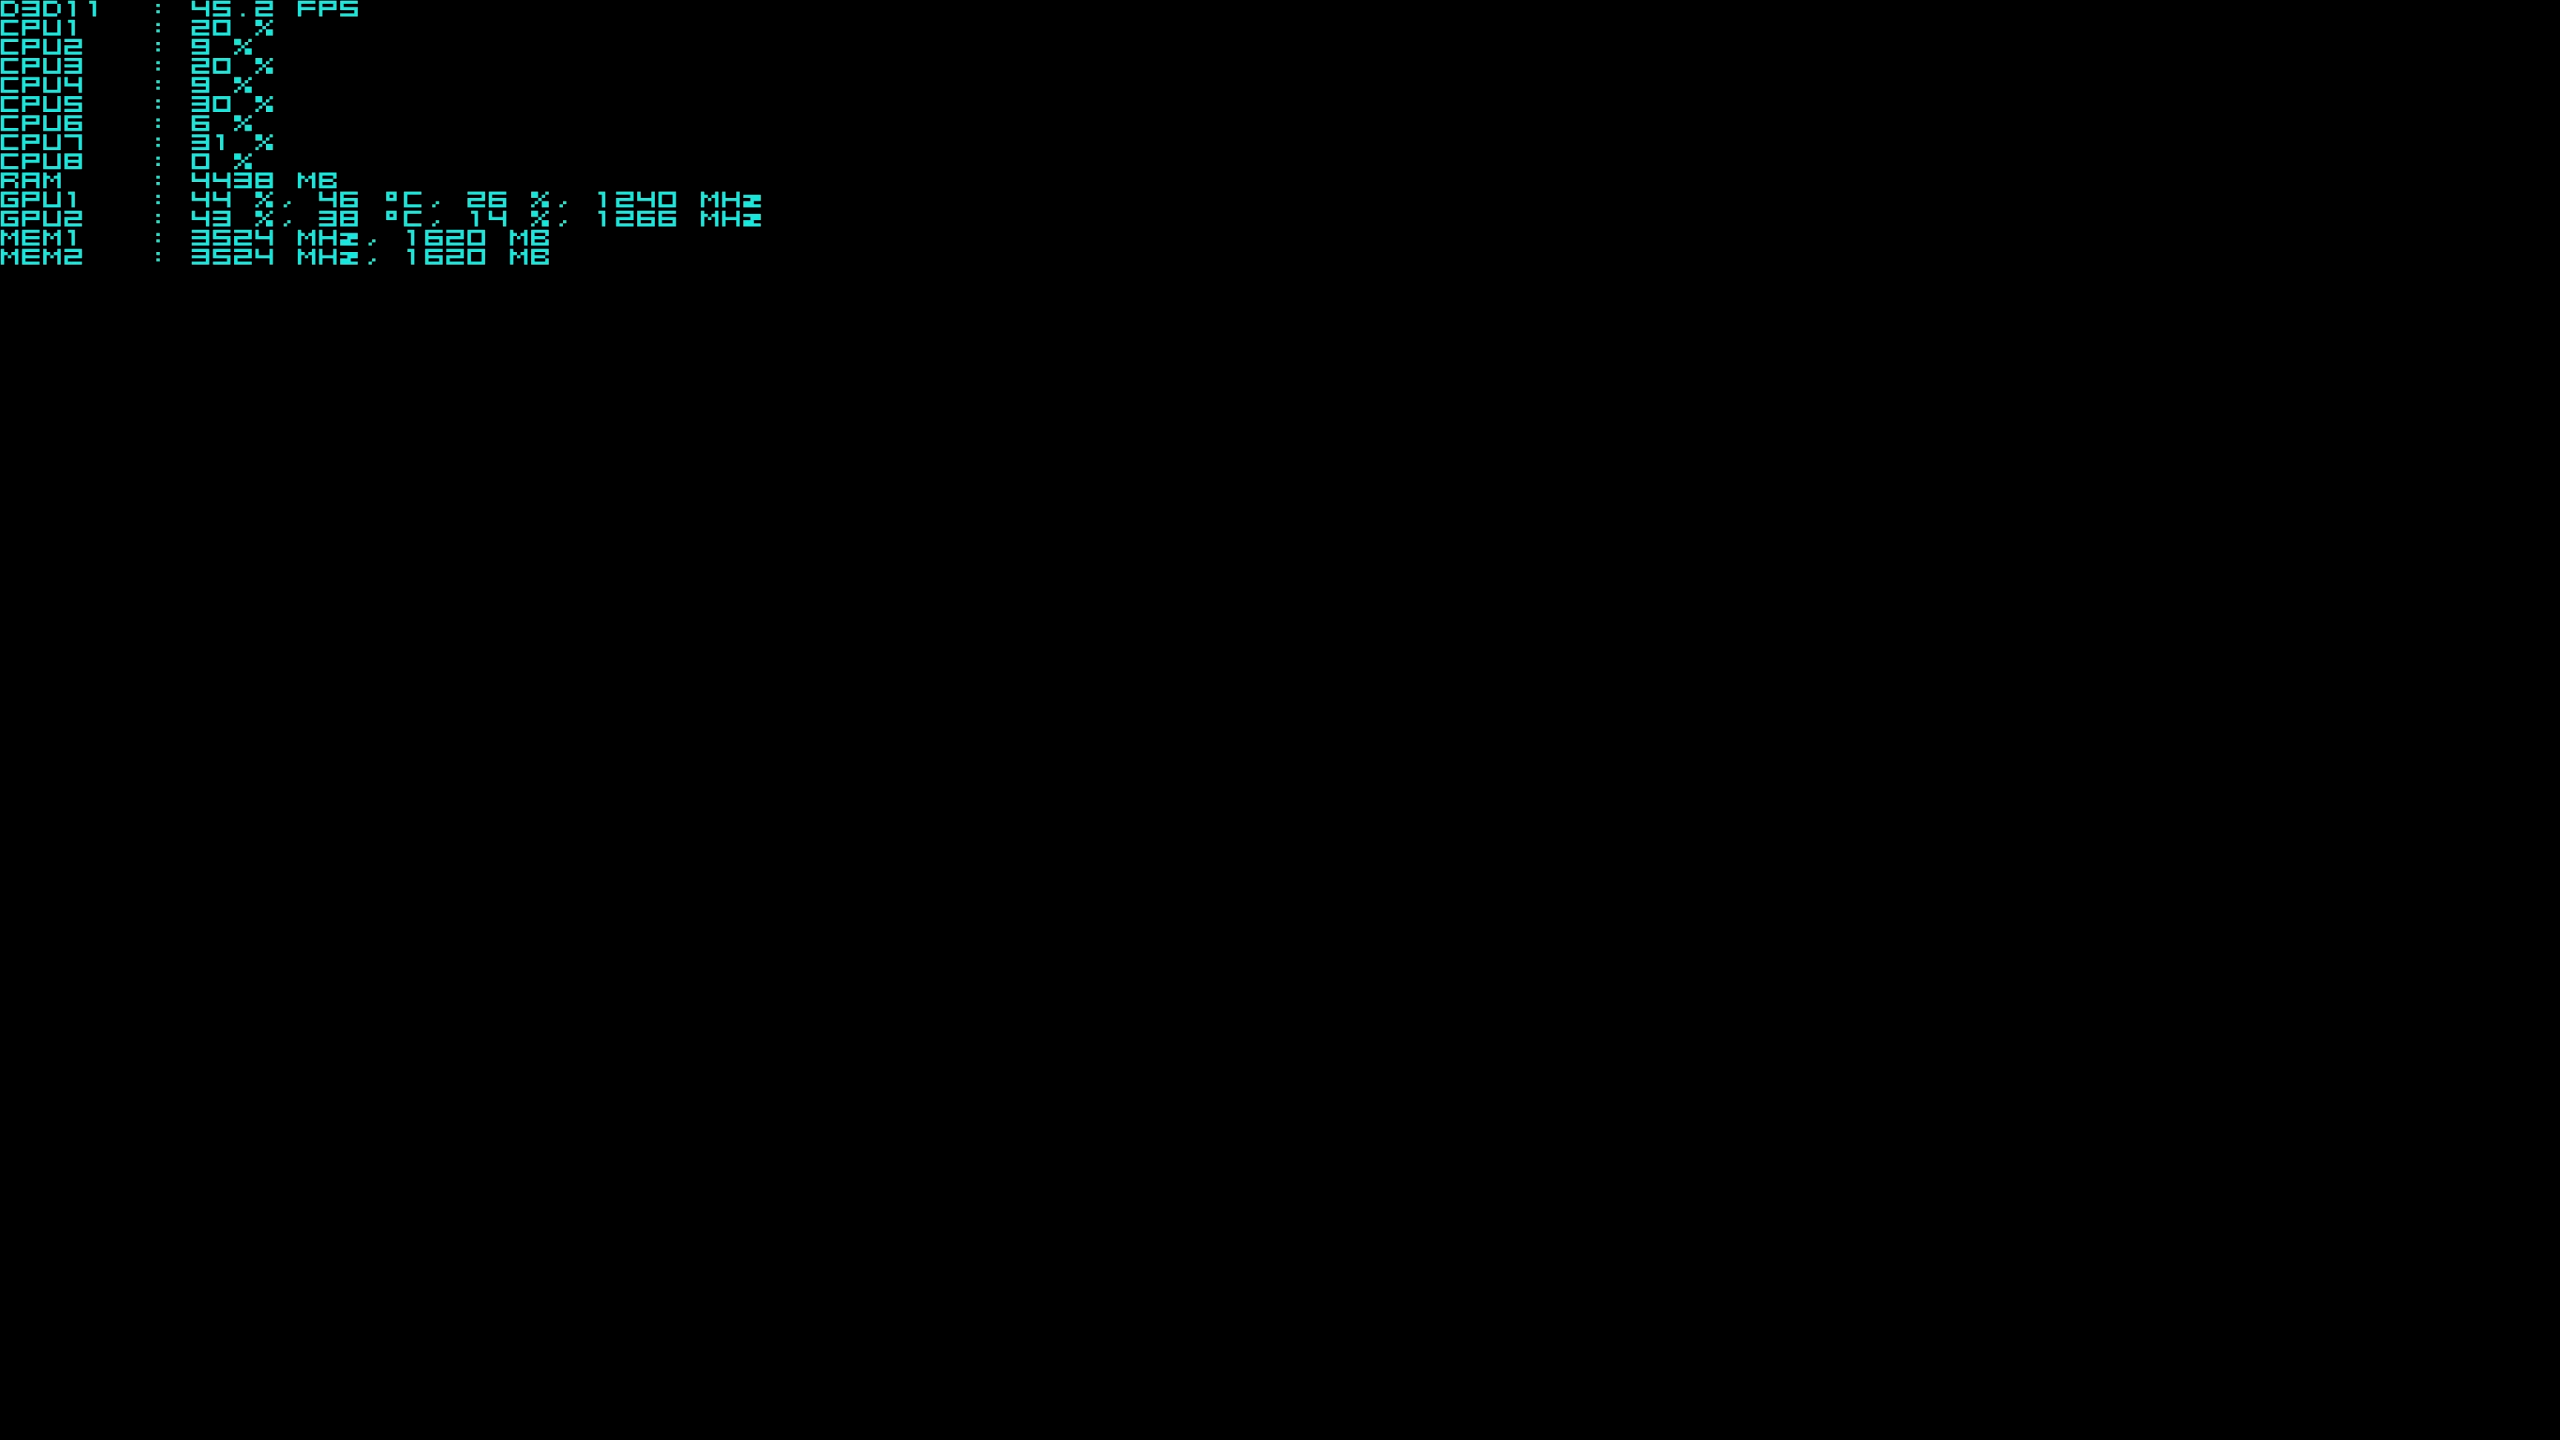 D3D11 : 45.2 FPS
CPU1 : 20 %
CPU2 : 9 %
CPU3 : 20 %
CPU4 : 9 %
CPU5 : 30 %
CPU6 : 6 %
CPU7 : 31 %
CPU8 : 0 %
RAM : 4438 MB
GPU1 : 44 %, 46 °C, 26 %, 1240 MHz
GPU2 : 43 %, 38 °C, 14 %, 1266 MHz
MEM1 : 3524 MHz, 1620 MB
MEM2 : 3524 MHz, 1620 MB